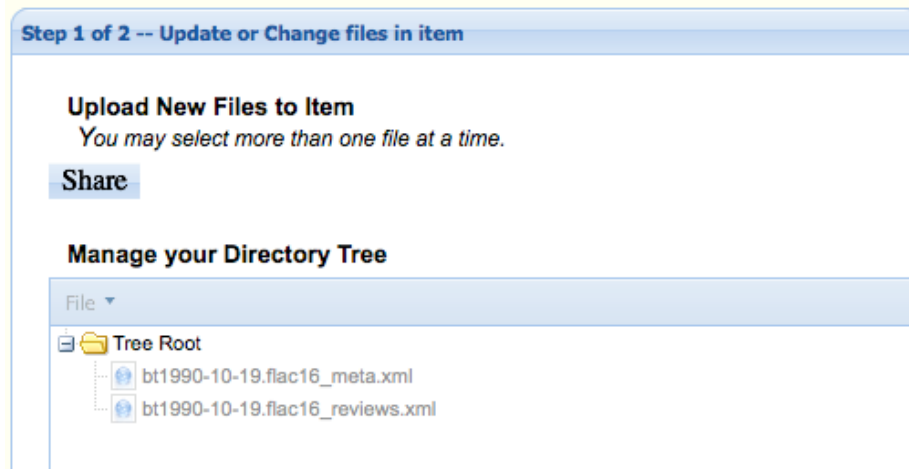 Step 1 of 2 -- Update or Change files in item
Upload New Files to Item
You may select more than one file at a time.
Share
Manage your Directory Tree
File
Tree Root
bt1990-10-19.flac16_meta.xml
bt1990-10-19.flac16_reviews.xml